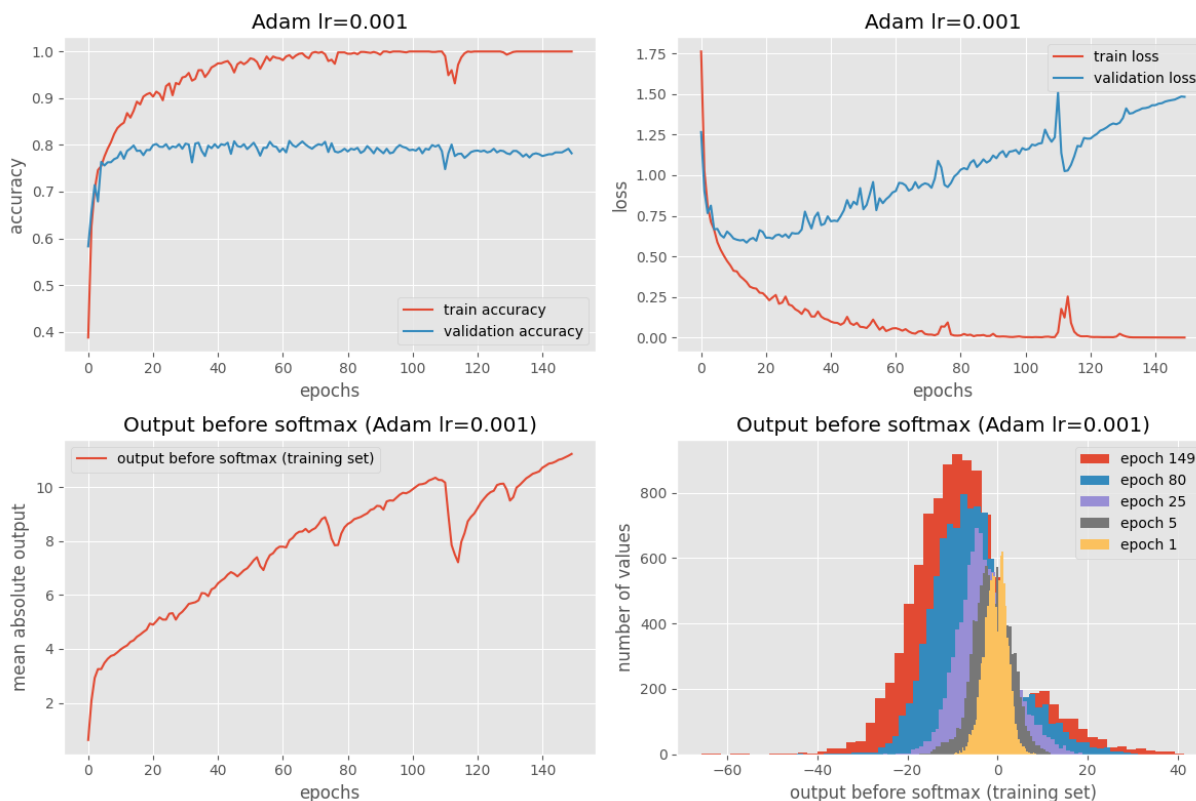 Adam lr=0.001
accuracy
1.0
0.9
0.8
0.7
0.6
0.5
0.4
train accuracy
validation accuracy
0 20 40 60 80 100 120 140
epochs
Adam lr=0.001
loss
1.75
1.50
1.25
1.00
0.75
0.50
0.25
0.00
train loss
validation loss
0 20 40 60 80 100 120 140
epochs
Output before softmax (Adam lr=0.001)
mean absolute output
10
8
6
4
2
output before softmax (training set)
0 20 40 60 80 100 120 140
epochs
Output before softmax (Adam lr=0.001)
number of values
800
600
400
200
0
epoch 149
epoch 80
epoch 25
epoch 5
epoch 1
−60 −40 −20 0 20 40
output before softmax (training set)